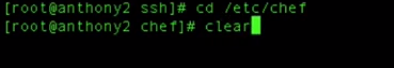 [root@anthony2 ssh]# cd /etc/chef
[root@anthony2 chef]# clear